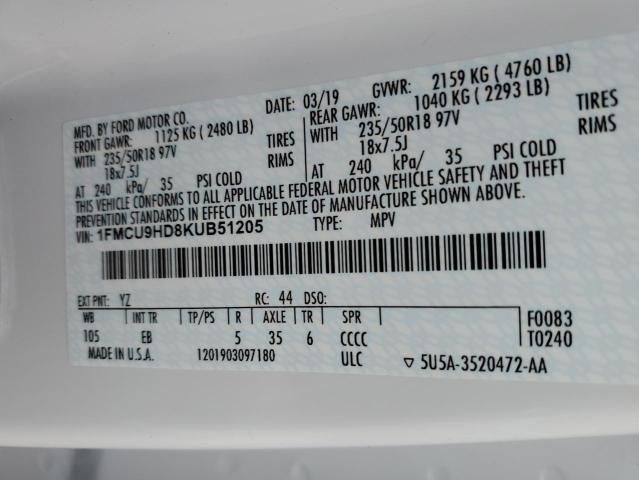 MFD. BY FORD MOTOR CO.
DATE: 03/19 GVWR: 2159 KG ( 4760 LB)
FRONT GAWR: 1125 KG ( 2480 LB) REAR GAWR: 1040 KG ( 2293 LB)
WITH 235/50R18 97V TIRES WITH 235/50R18 97V TIRES
18x7.5J RIMS 18x7.5J RIMS
AT 240 kPa/ 35 PSI COLD AT 240 kPa/ 35 PSI COLD
THIS VEHICLE CONFORMS TO ALL APPLICABLE FEDERAL MOTOR VEHICLE SAFETY AND THEFT
PREVENTION STANDARDS IN EFFECT ON THE DATE OF MANUFACTURE SHOWN ABOVE.
VIN: 1FMCU9HD8KUB51205 TYPE: MPV
EXT PNT: YZ RC: 44 DSO:
WB INT TR TP/PS R AXLE TR SPR
105 EB 5 35 6 CCCC
F0083
T0240
MADE IN U.S.A. 1201903097180 ULC ▽ 5U5A-3520472-AA